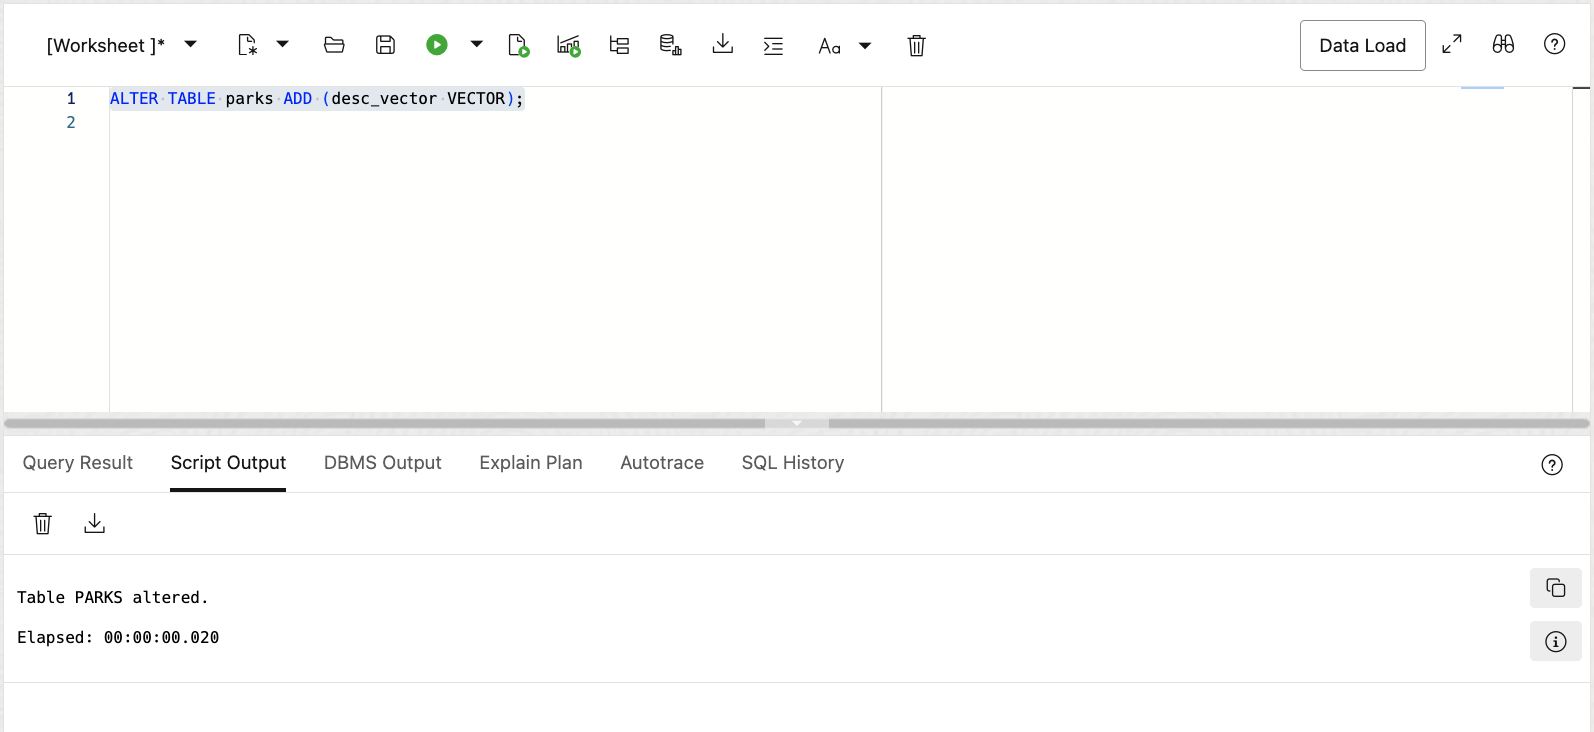 [Worksheet ]*
Aa
Data Load
1 ALTER TABLE parks ADD (desc_vector VECTOR);
2
Query Result Script Output DBMS Output Explain Plan Autotrace SQL History
Table PARKS altered.
Elapsed: 00:00:00.020